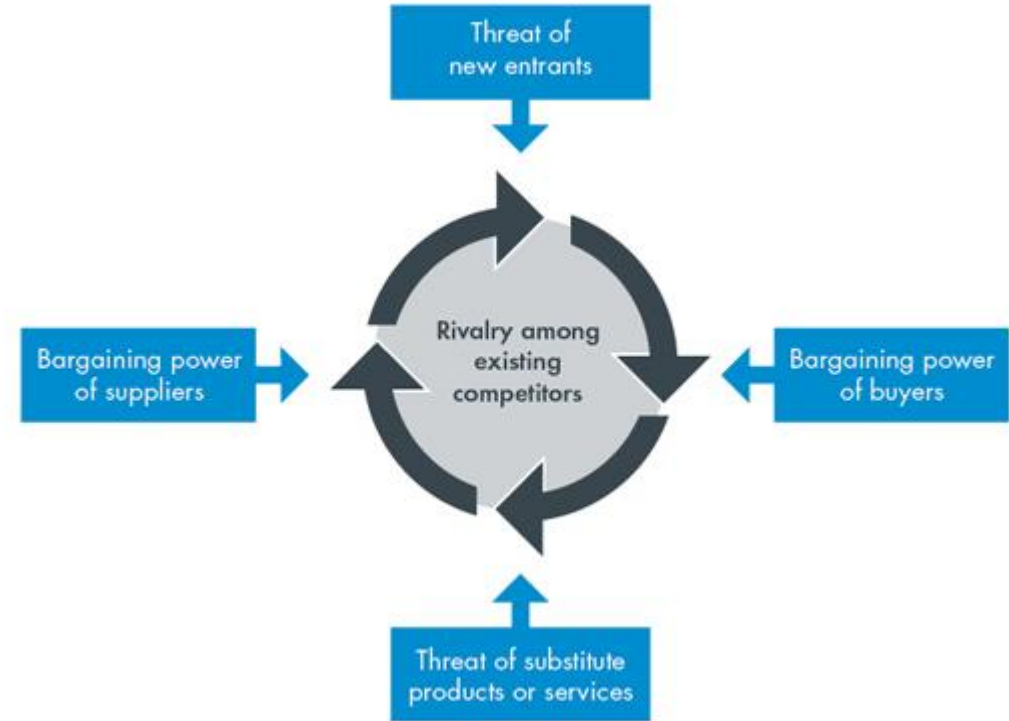 Threat of
new entrants
Rivalry among
existing
competitors
Bargaining power
of suppliers
Bargaining power
of buyers
Threat of substitute
products or services